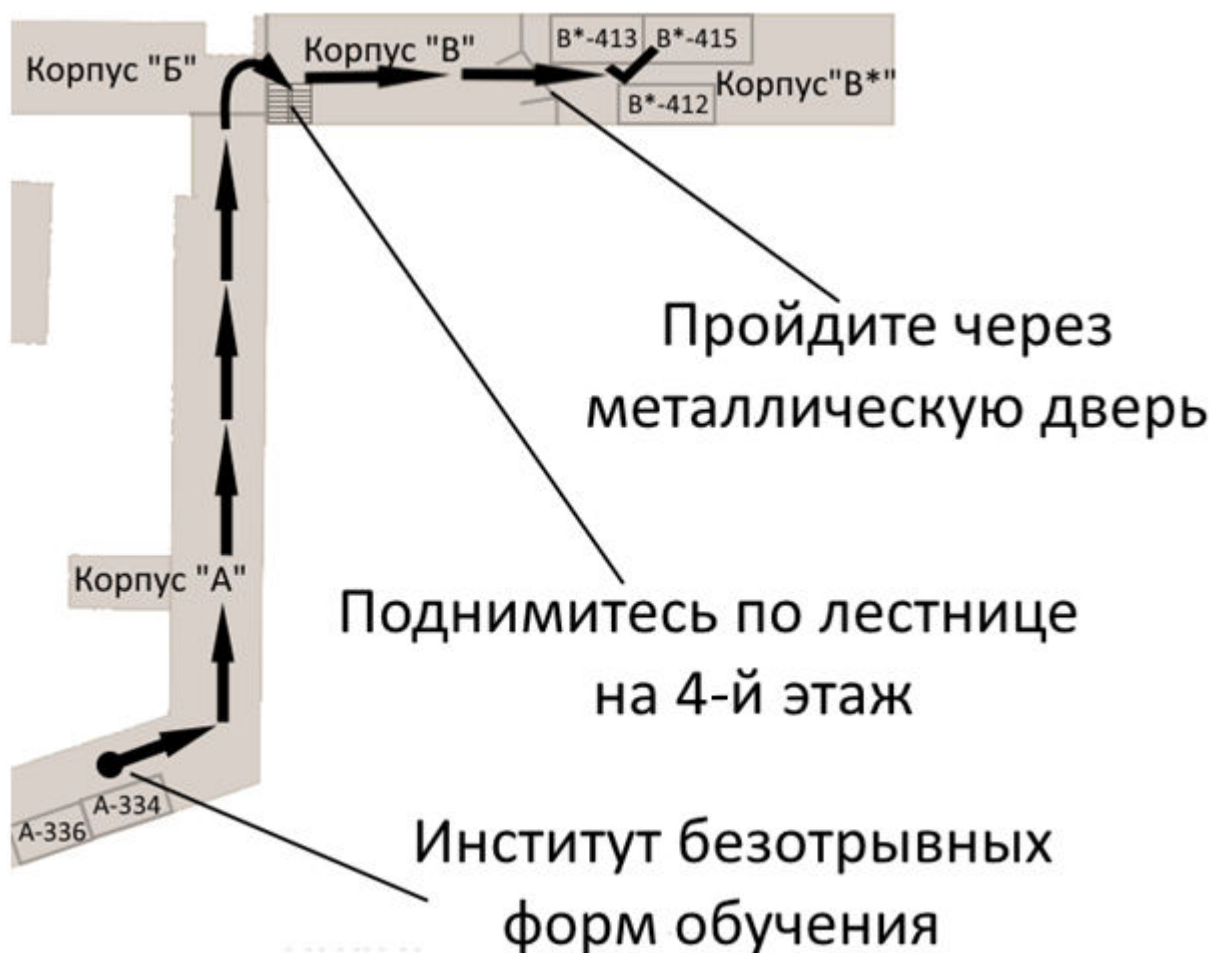 Корпус "Б"
Корпус "В"
В*-413
В*-415
Корпус"В*"
В*-412
Пройдите через
металлическую дверь
Корпус "А"
Поднимитесь по лестнице
на 4-й этаж
А-334
А-336
Институт безотрывных
форм обучения